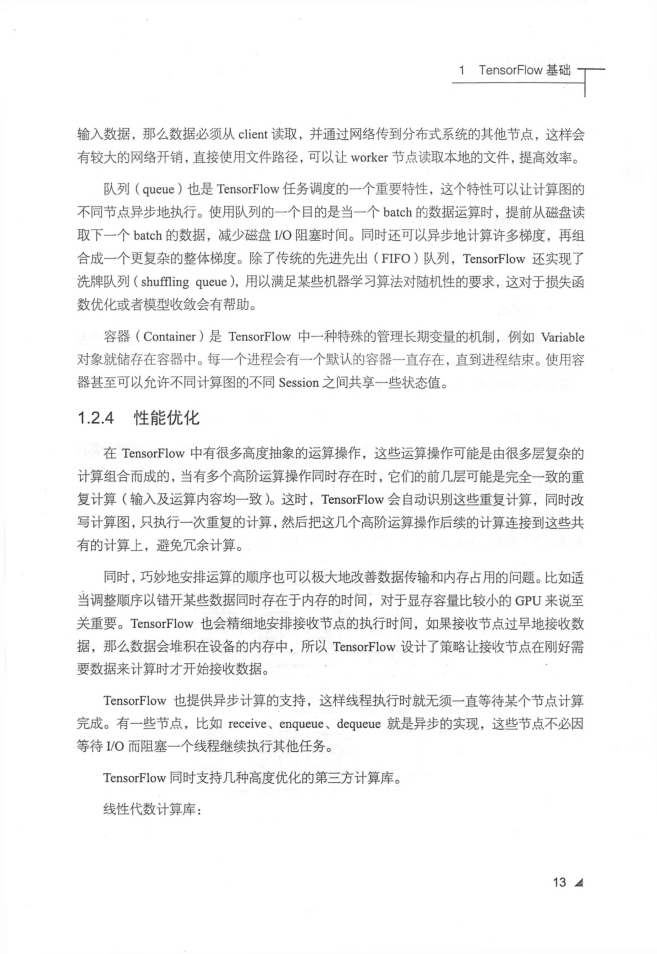 1 TensorFlow 基础
输入数据，那么数据必须从 client 读取，并通过网络传到分布式系统的其他节点，这样会
有较大的网络开销，直接使用文件路径，可以让 worker 节点读取本地的文件，提高效率。
队列（queue）也是 TensorFlow 任务调度的一个重要特性，这个特性可以让计算图的
不同节点异步地执行。使用队列的一个目的是当一个 batch 的数据运算时，提前从磁盘读
取下一个 batch 的数据，减少磁盘 I/O 阻塞时间。同时还可以异步地计算许多梯度，再组
合成一个更复杂的整体梯度。除了传统的先进先出（FIFO）队列，TensorFlow 还实现了
洗牌队列（shuffling queue），用以满足某些机器学习算法对随机性的要求，这对于损失函
数优化或者模型收敛会有帮助。
容器（Container）是 TensorFlow 中一种特殊的管理长期变量的机制，例如 Variable
对象就储存在容器中。每一个进程会有一个默认的容器一直存在，直到进程结束。使用容
器甚至可以允许不同计算图的不同 Session 之间共享一些状态值。
1.2.4 性能优化
在 TensorFlow 中有很多高度抽象的运算操作，这些运算操作可能是由很多层复杂的
计算组合而成的，当有多个高阶运算操作同时存在时，它们的前几层可能是完全一致的重
复计算（输入及运算内容均一致）。这时，TensorFlow 会自动识别这些重复计算，同时改
写计算图，只执行一次重复的计算，然后把这几个高阶运算操作后续的计算连接到这些共
有的计算上，避免冗余计算。
同时，巧妙地安排运算的顺序也可以极大地改善数据传输和内存占用的问题。比如适
当调整顺序以错开某些数据同时存在于内存的时间，对于显存容量比较小的 GPU 来说至
关重要。TensorFlow 也会精细地安排接收节点的执行时间，如果接收节点过早地接收数
据，那么数据会堆积在设备的内存中，所以 TensorFlow 设计了策略让接收节点在刚好需
要数据来计算时才开始接收数据。
TensorFlow 也提供异步计算的支持，这样线程执行时就无须一直等待某个节点计算
完成。有一些节点，比如 receive、enqueue、dequeue 就是异步的实现，这些节点不必因
等待 I/O 而阻塞一个线程继续执行其他任务。
TensorFlow 同时支持几种高度优化的第三方计算库。
线性代数计算库：
13